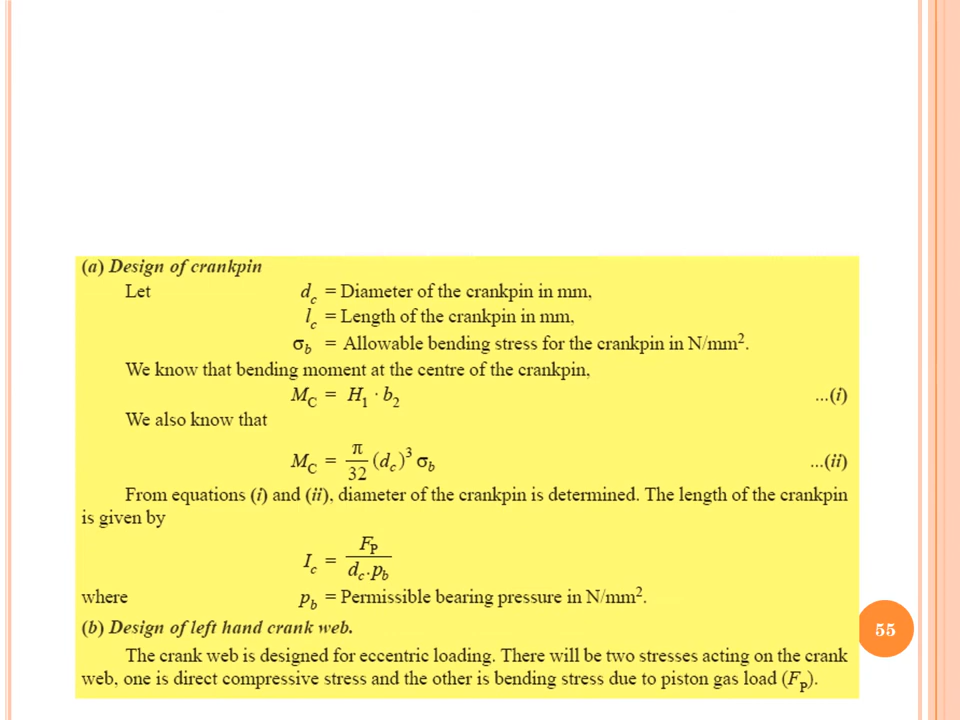 (a) Design of crankpin
Let d_c = Diameter of the crankpin in mm,
l_c = Length of the crankpin in mm,
σ_b = Allowable bending stress for the crankpin in N/mm².
We know that bending moment at the centre of the crankpin,
M_C = H_1 · b_2 ...(i)
We also know that
M_C = π/32 (d_c)³ σ_b ...(ii)
From equations (i) and (ii), diameter of the crankpin is determined. The length of the crankpin
is given by
I_c = F_P / d_c.p_b
where p_b = Permissible bearing pressure in N/mm².
(b) Design of left hand crank web.
The crank web is designed for eccentric loading. There will be two stresses acting on the crank
web, one is direct compressive stress and the other is bending stress due to piston gas load (F_P).
55